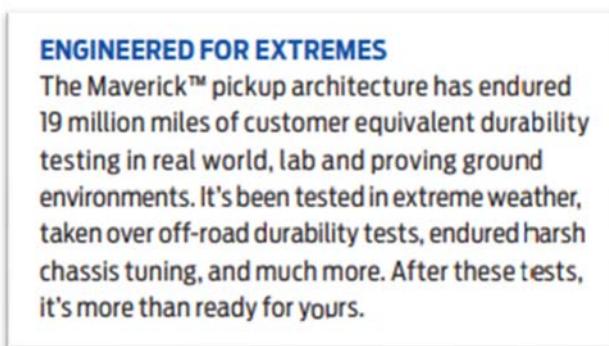 ENGINEERED FOR EXTREMES
The Maverick™ pickup architecture has endured
19 million miles of customer equivalent durability
testing in real world, lab and proving ground
environments. It's been tested in extreme weather,
taken over off-road durability tests, endured harsh
chassis tuning, and much more. After these tests,
it's more than ready for yours.